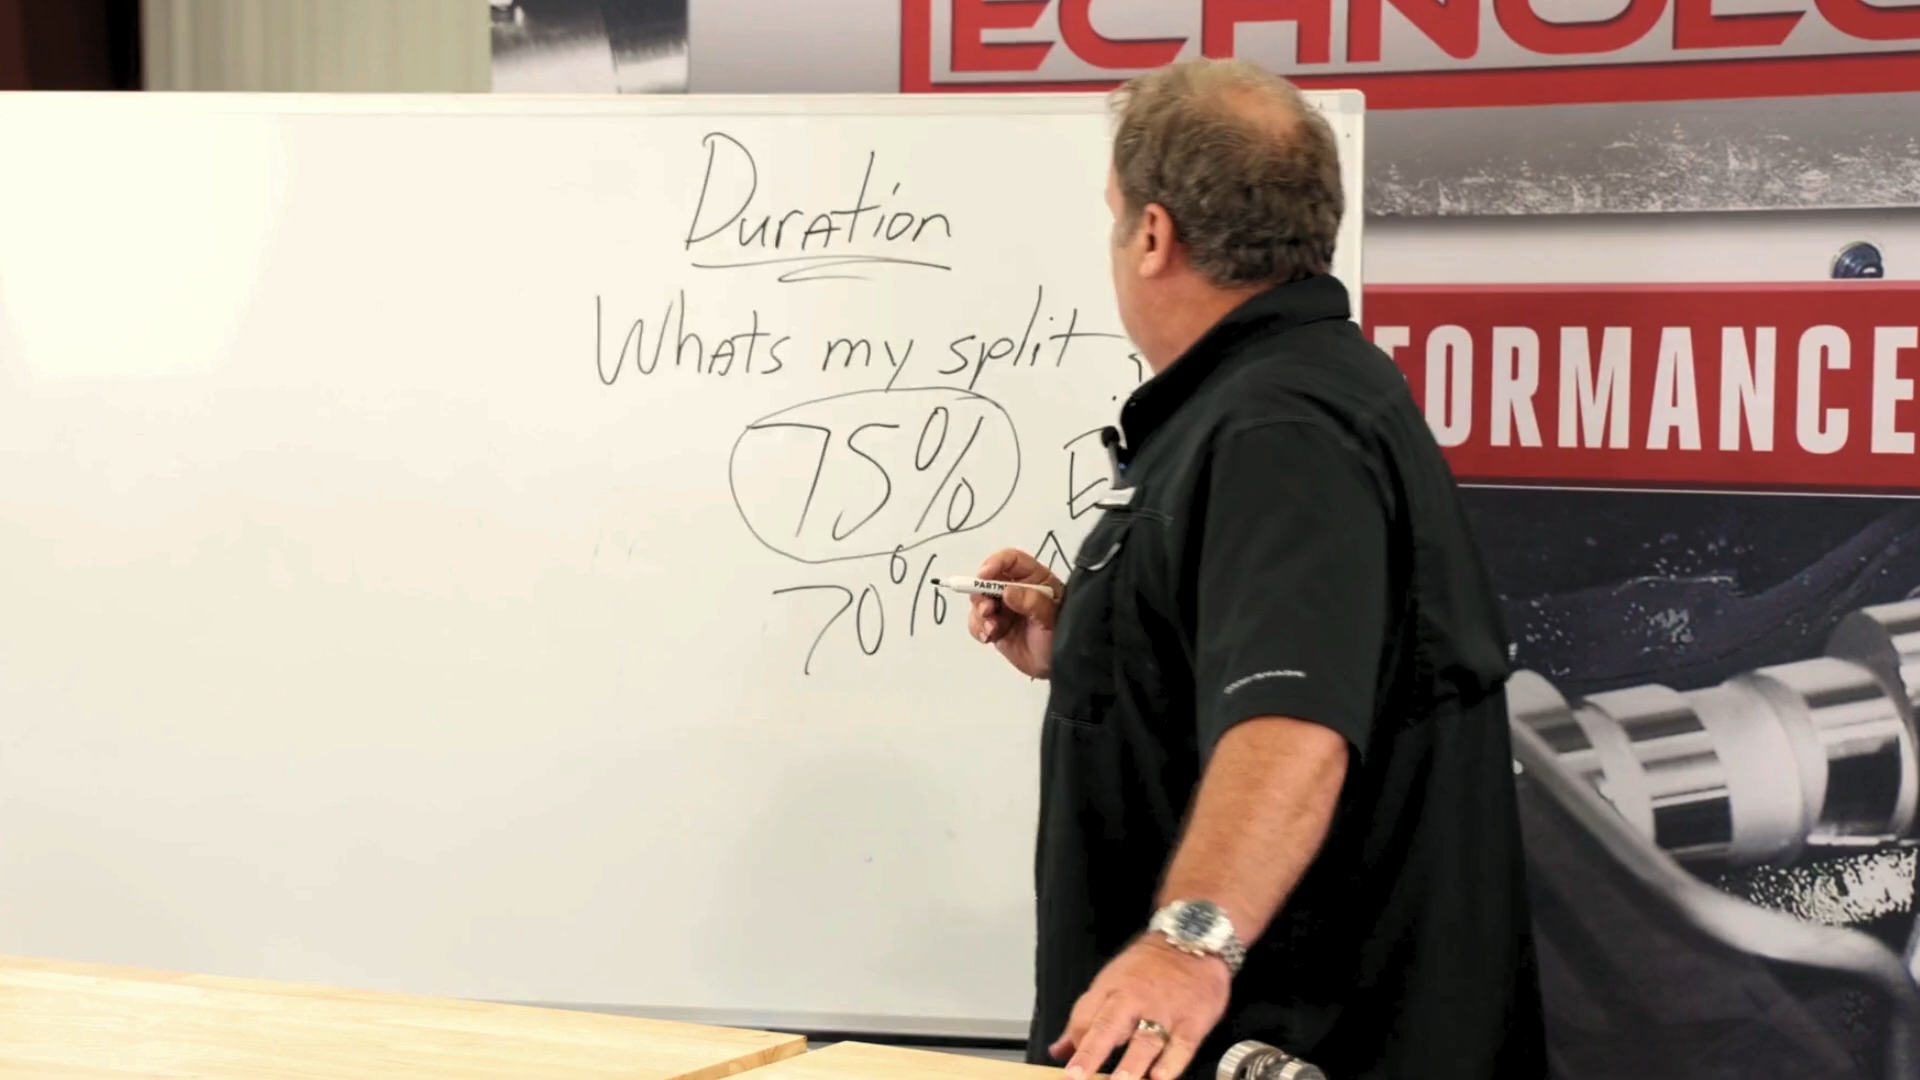 ECHNOLO
Duration
Whats my split ?
75% E
FORMANCE
70%